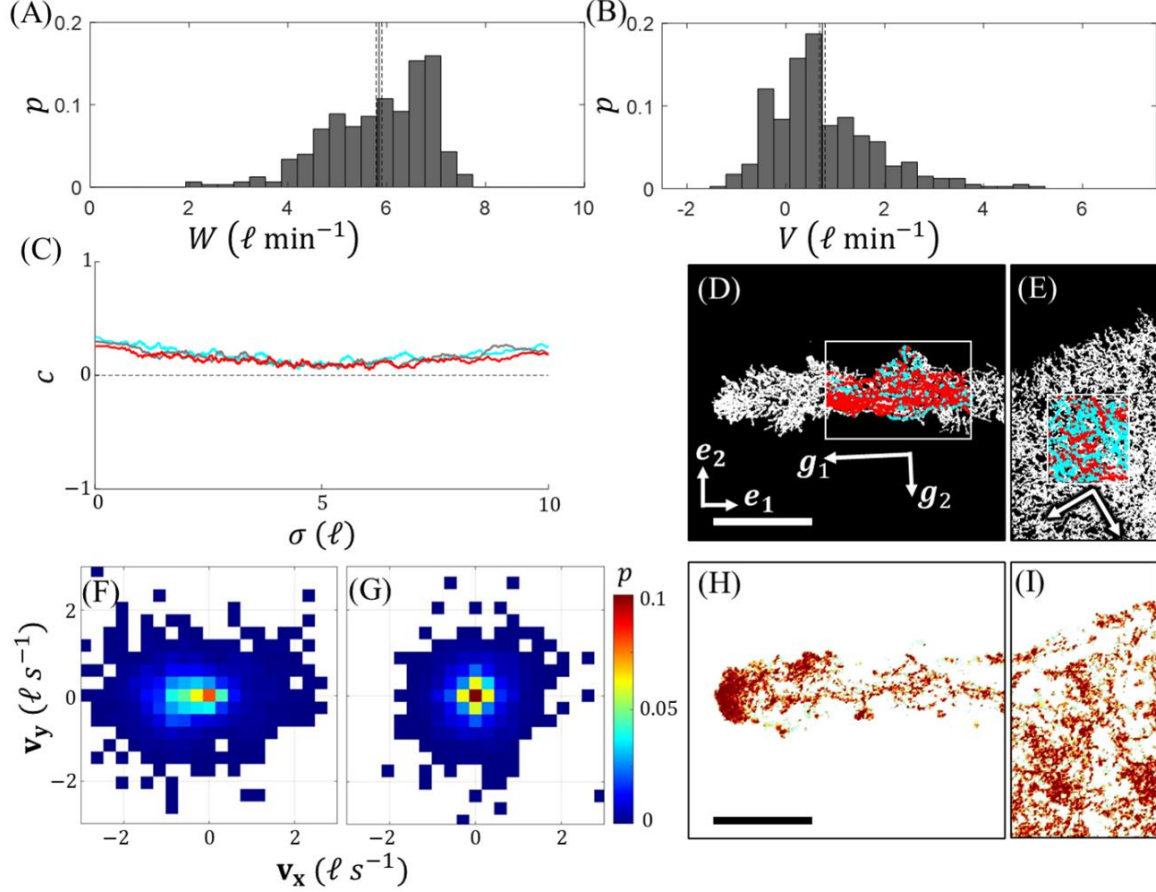 (A)
0.2
0.1
0
p
0 2 4 6 8 10
W (ℓ min⁻¹)
(B)
0.2
0.1
0
p
-2 0 2 4 6
V (ℓ min⁻¹)
(C)
1
0
−1
c
0 5 10
σ (ℓ)
(D)
g₁
g₂
e₂
e₁
(E)
(F)
2
0
−2
v_y (ℓ s⁻¹)
−2 0 2
(G)
−2 0 2
v_x (ℓ s⁻¹)
p
0.1
0.05
0
(H)
(I)